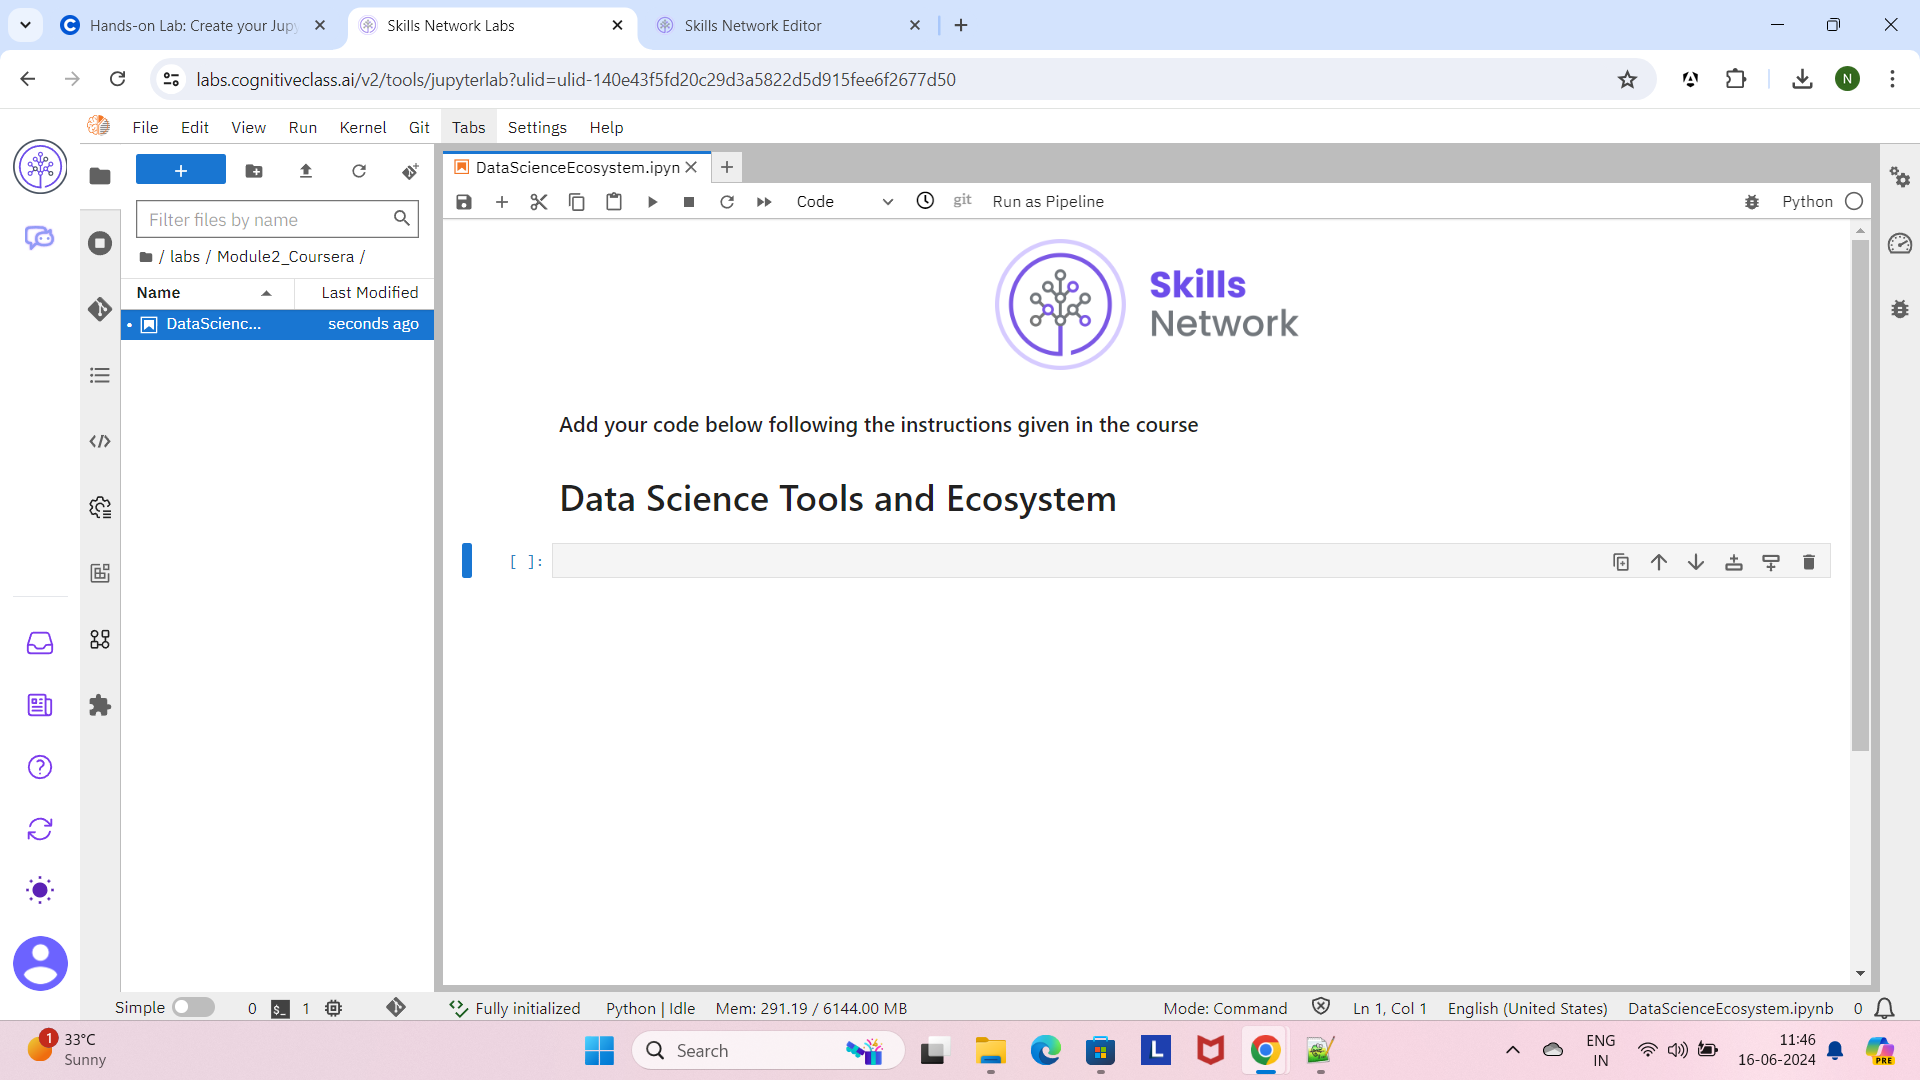 Hands-on Lab: Create your Jupy
Skills Network Labs
Skills Network Editor
labs.cognitiveclass.ai/v2/tools/jupyterlab?ulid=ulid-140e43f5fd20c29d3a5822d5d915fee6f2677d50
N
File Edit View Run Kernel Git Tabs Settings Help
DataScienceEcosystem.ipyn
Filter files by name
/ labs / Module2_Coursera /
Name Last Modified
DataScienc... seconds ago
Code git Run as Pipeline Python
Skills
Network
Add your code below following the instructions given in the course
Data Science Tools and Ecosystem
[ ]:
Simple 0 $_ 1 Fully initialized Python | Idle Mem: 291.19 / 6144.00 MB Mode: Command Ln 1, Col 1 English (United States) DataScienceEcosystem.ipynb 0
1 33°C
Sunny
Search
L
ENG
IN
11:46
16-06-2024
PRE